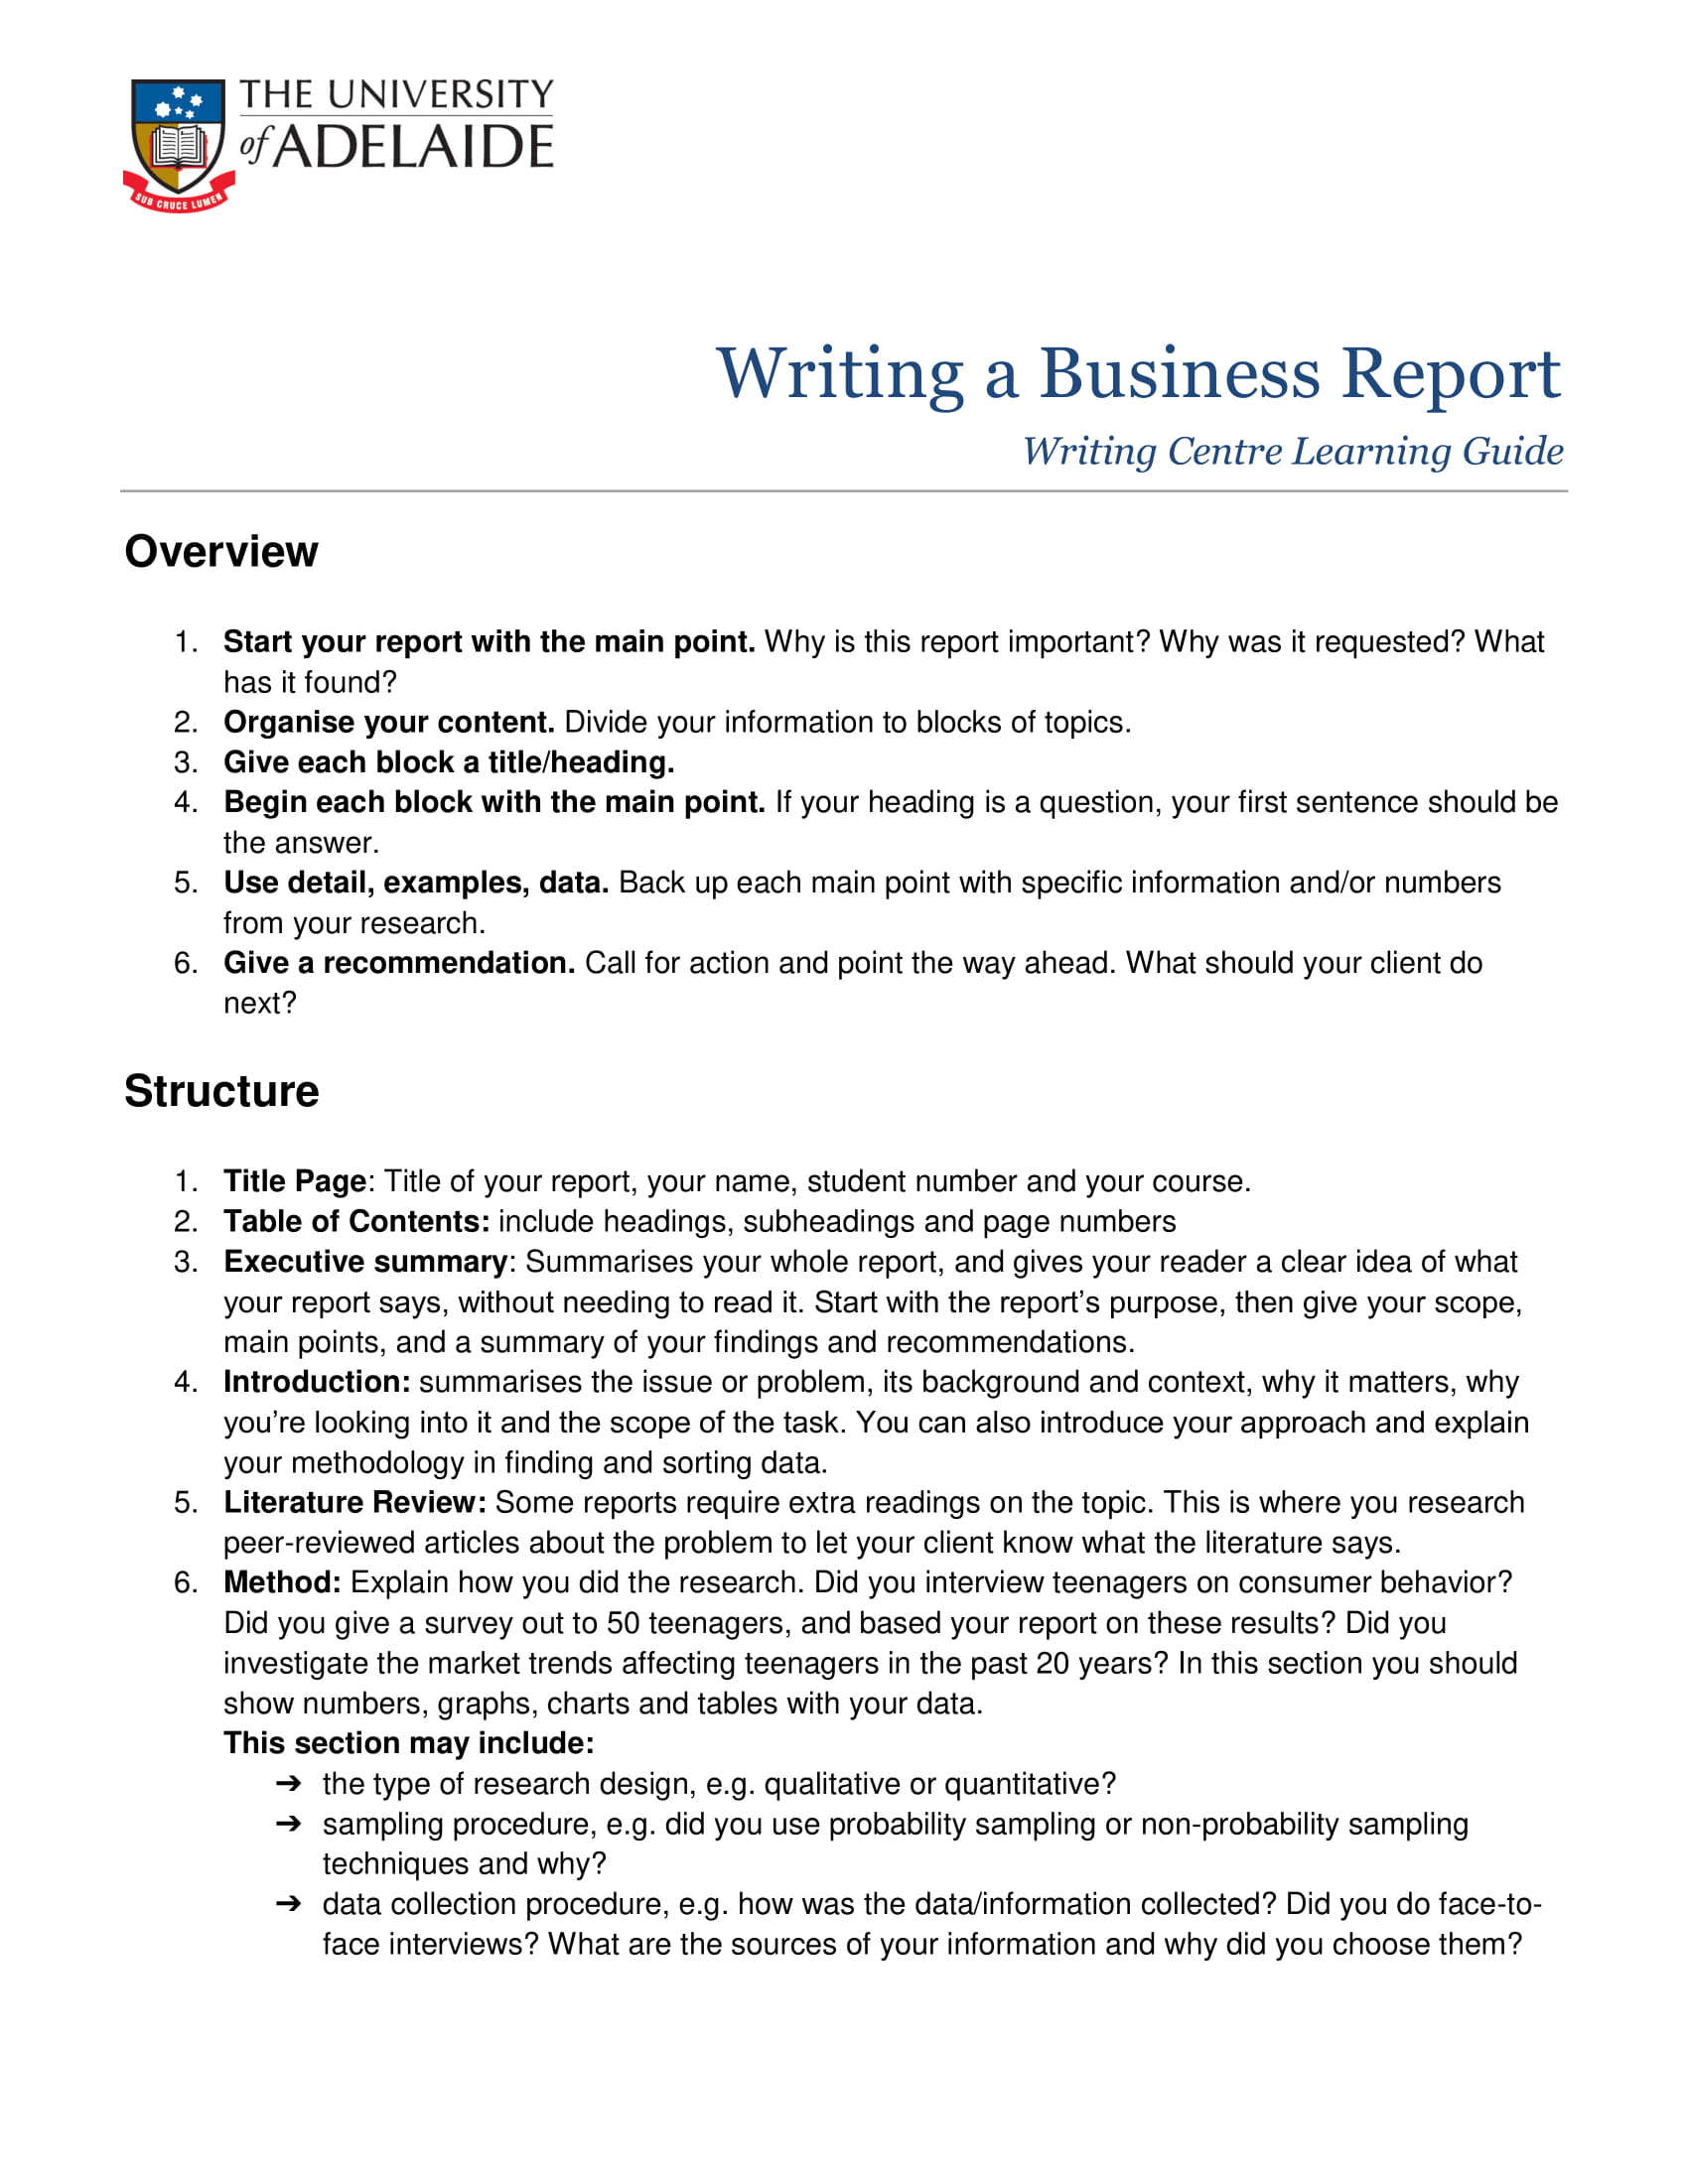 THE UNIVERSITY
of ADELAIDE
SUB CRUCE LUMEN
Writing a Business Report
Writing Centre Learning Guide
Overview
1. Start your report with the main point. Why is this report important? Why was it requested? What
has it found?
2. Organise your content. Divide your information to blocks of topics.
3. Give each block a title/heading.
4. Begin each block with the main point. If your heading is a question, your first sentence should be
the answer.
5. Use detail, examples, data. Back up each main point with specific information and/or numbers
from your research.
6. Give a recommendation. Call for action and point the way ahead. What should your client do
next?
Structure
1. Title Page: Title of your report, your name, student number and your course.
2. Table of Contents: include headings, subheadings and page numbers
3. Executive summary: Summarises your whole report, and gives your reader a clear idea of what
your report says, without needing to read it. Start with the report’s purpose, then give your scope,
main points, and a summary of your findings and recommendations.
4. Introduction: summarises the issue or problem, its background and context, why it matters, why
you’re looking into it and the scope of the task. You can also introduce your approach and explain
your methodology in finding and sorting data.
5. Literature Review: Some reports require extra readings on the topic. This is where you research
peer-reviewed articles about the problem to let your client know what the literature says.
6. Method: Explain how you did the research. Did you interview teenagers on consumer behavior?
Did you give a survey out to 50 teenagers, and based your report on these results? Did you
investigate the market trends affecting teenagers in the past 20 years? In this section you should
show numbers, graphs, charts and tables with your data.
This section may include:
➔ the type of research design, e.g. qualitative or quantitative?
➔ sampling procedure, e.g. did you use probability sampling or non-probability sampling
techniques and why?
➔ data collection procedure, e.g. how was the data/information collected? Did you do face-to-
face interviews? What are the sources of your information and why did you choose them?